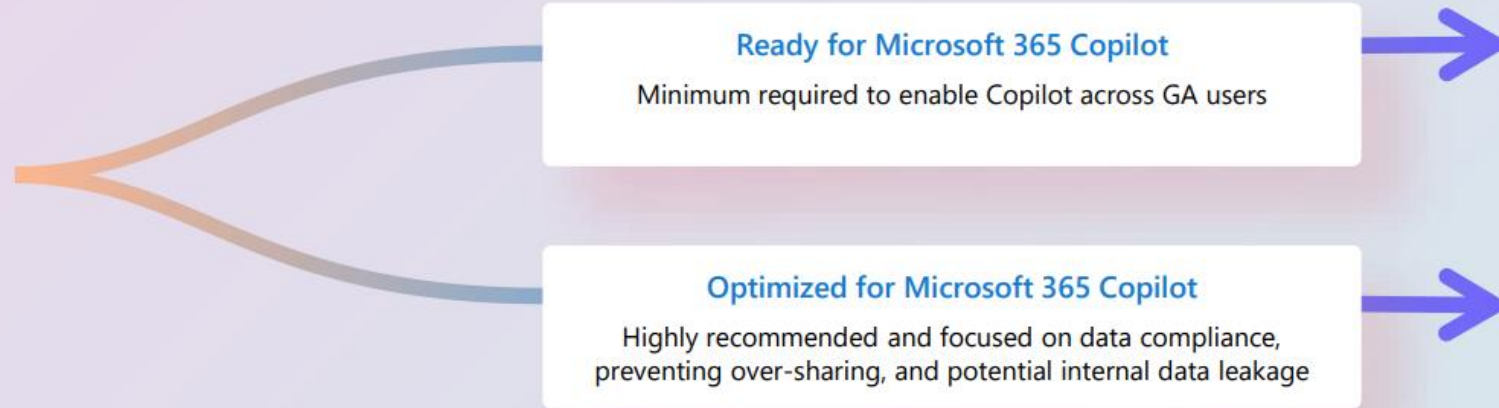 Ready for Microsoft 365 Copilot
Minimum required to enable Copilot across GA users
Optimized for Microsoft 365 Copilot
Highly recommended and focused on data compliance,
preventing over-sharing, and potential internal data leakage